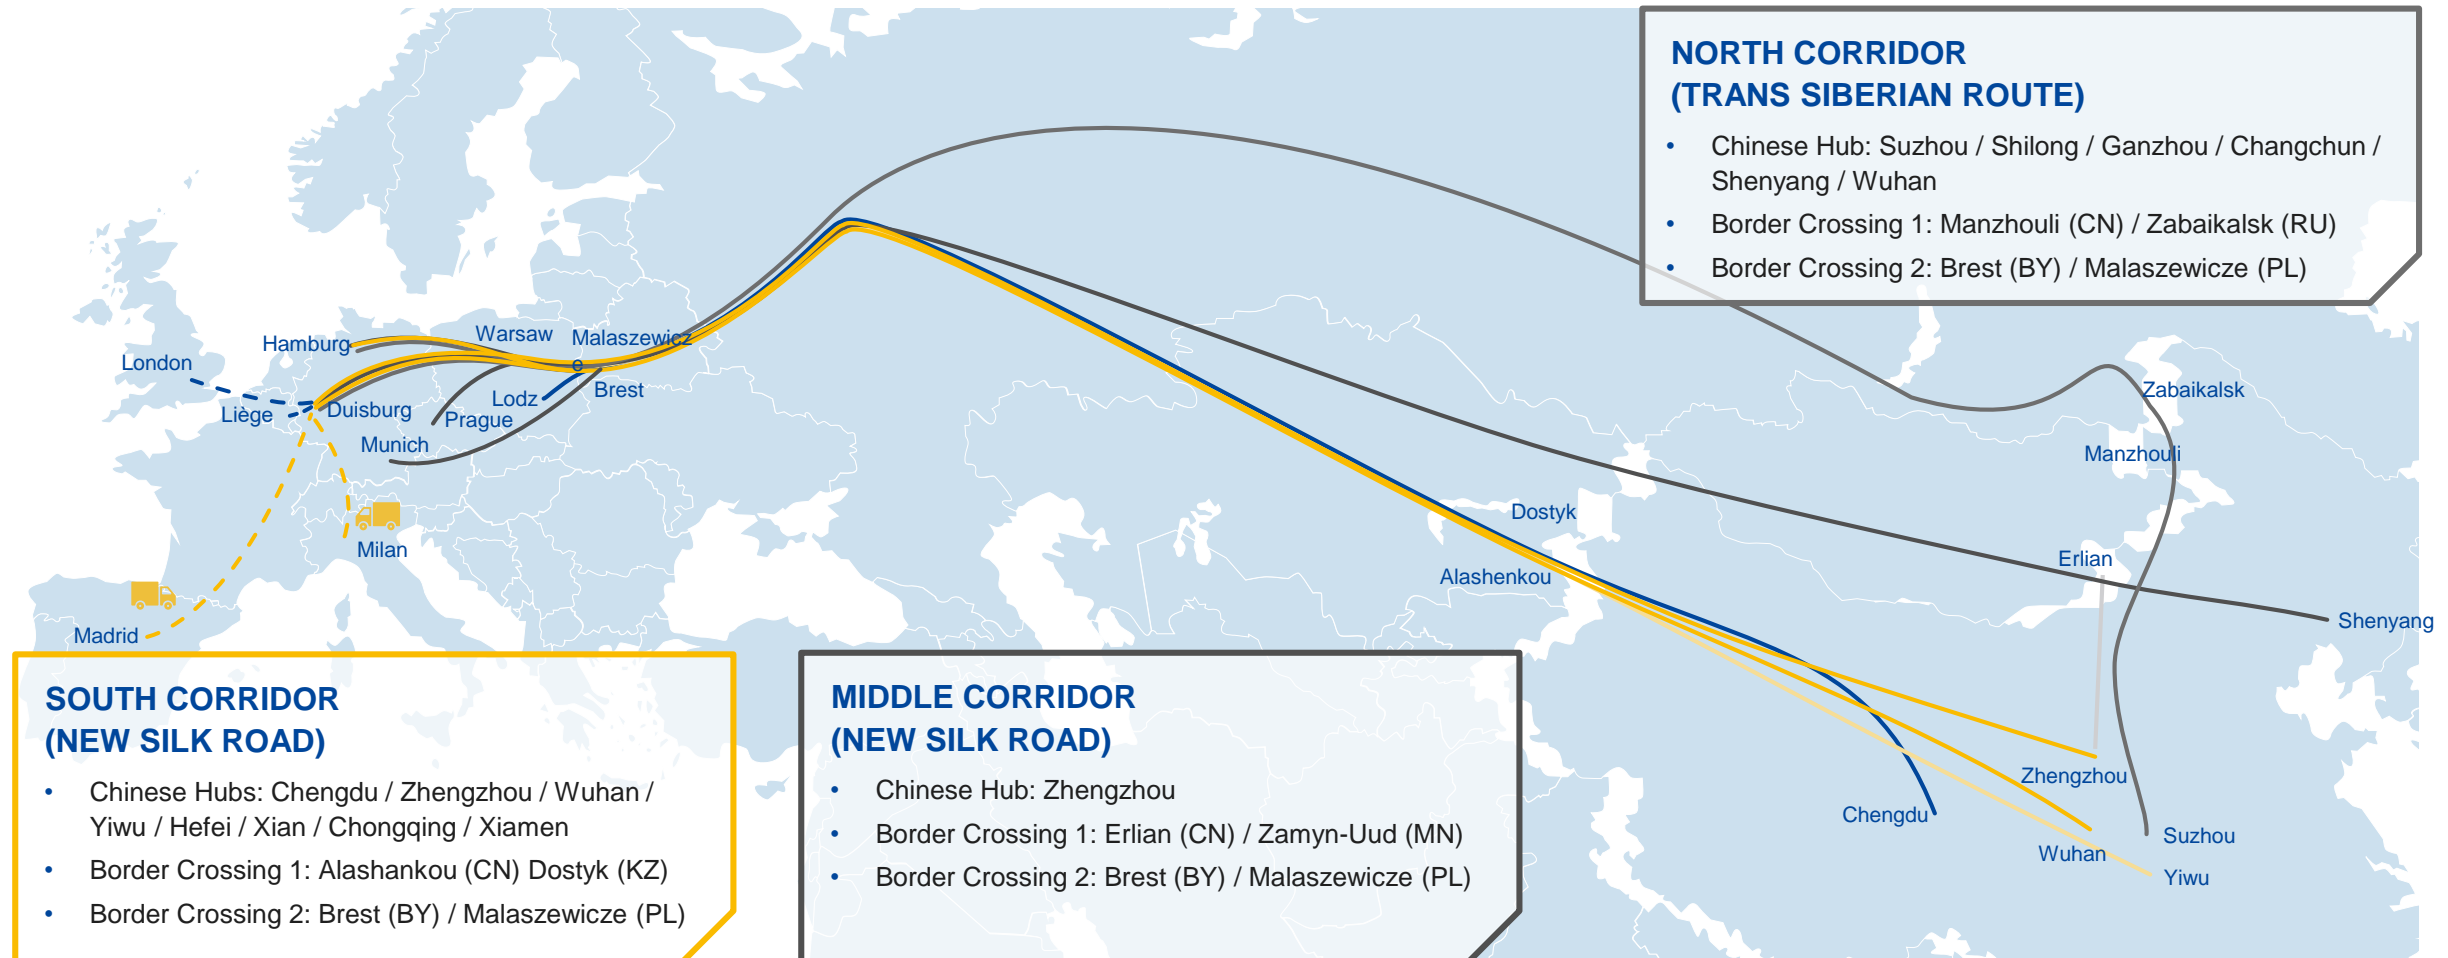 NORTH CORRIDOR
(TRANS SIBERIAN ROUTE)
• Chinese Hub: Suzhou / Shilong / Ganzhou / Changchun /
Shenyang / Wuhan
• Border Crossing 1: Manzhouli (CN) / Zabaikalsk (RU)
• Border Crossing 2: Brest (BY) / Malaszewicze (PL)
Hamburg
Warsaw
Malaszewicz
e
London
Liège
Duisburg
Lodz
Brest
Prague
Munich
Milan
Madrid
Zabaikalsk
Manzhouli
Dostyk
Alashenkou
Erlian
Shenyang
Zhengzhou
Chengdu
Wuhan
Suzhou
Yiwu
SOUTH CORRIDOR
(NEW SILK ROAD)
• Chinese Hubs: Chengdu / Zhengzhou / Wuhan /
Yiwu / Hefei / Xian / Chongqing / Xiamen
• Border Crossing 1: Alashankou (CN) Dostyk (KZ)
• Border Crossing 2: Brest (BY) / Malaszewicze (PL)
MIDDLE CORRIDOR
(NEW SILK ROAD)
• Chinese Hub: Zhengzhou
• Border Crossing 1: Erlian (CN) / Zamyn-Uud (MN)
• Border Crossing 2: Brest (BY) / Malaszewicze (PL)